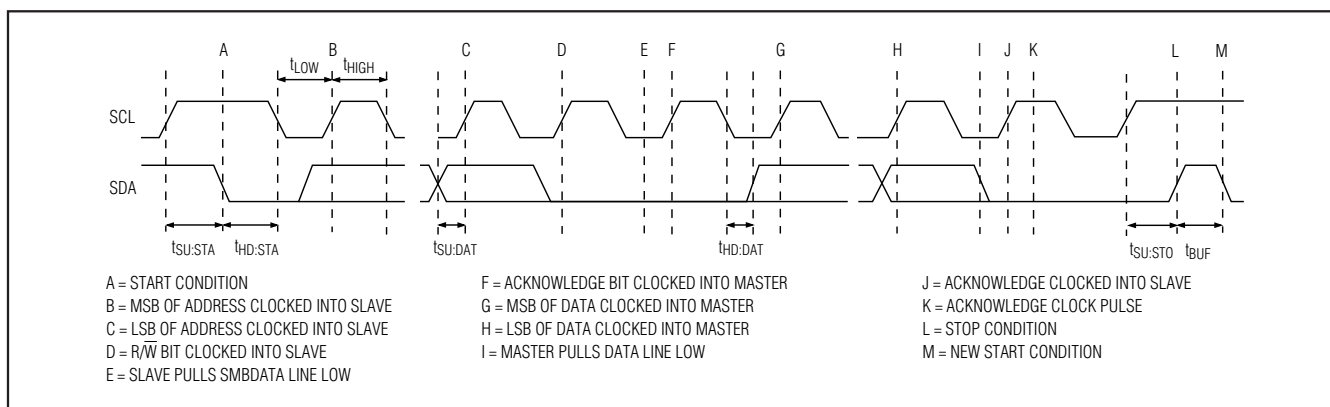 A B C D E F G H I J K L M
tLOW tHIGH
SCL
SDA
tSU:STA tHD:STA tSU:DAT tHD:DAT tSU:STO tBUF
A = START CONDITION
B = MSB OF ADDRESS CLOCKED INTO SLAVE
C = LSB OF ADDRESS CLOCKED INTO SLAVE
D = R/W̅ BIT CLOCKED INTO SLAVE
E = SLAVE PULLS SMBDATA LINE LOW
F = ACKNOWLEDGE BIT CLOCKED INTO MASTER
G = MSB OF DATA CLOCKED INTO MASTER
H = LSB OF DATA CLOCKED INTO MASTER
I = MASTER PULLS DATA LINE LOW
J = ACKNOWLEDGE CLOCKED INTO SLAVE
K = ACKNOWLEDGE CLOCK PULSE
L = STOP CONDITION
M = NEW START CONDITION